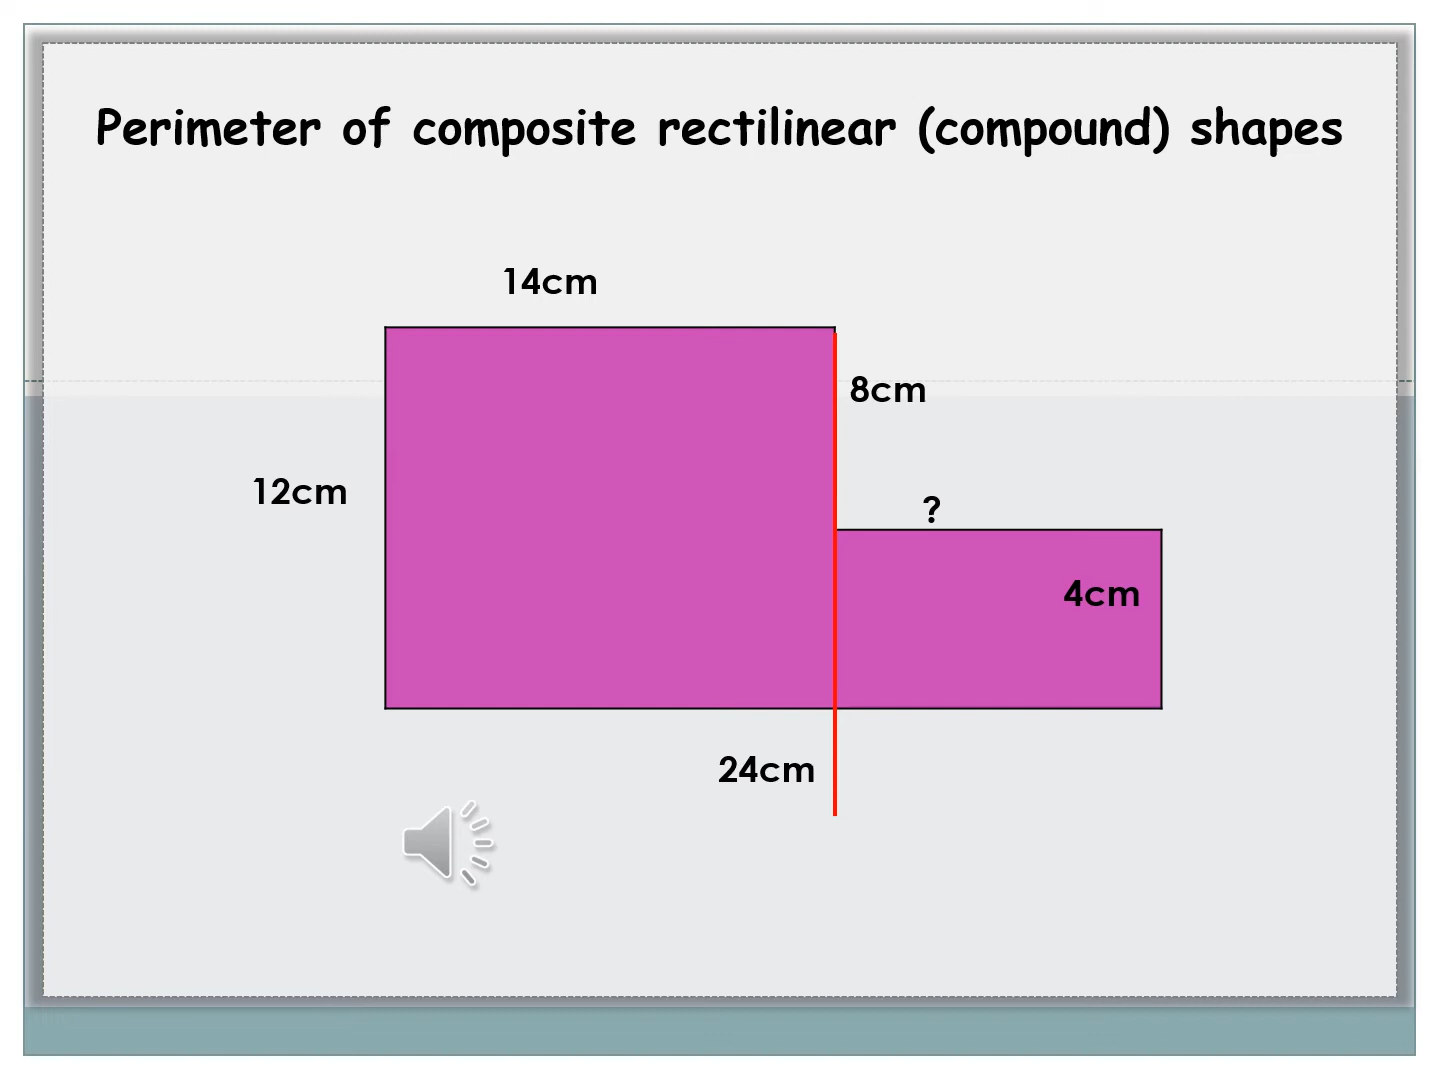 Perimeter of composite rectilinear (compound) shapes
14cm
8cm
12cm
?
4cm
24cm